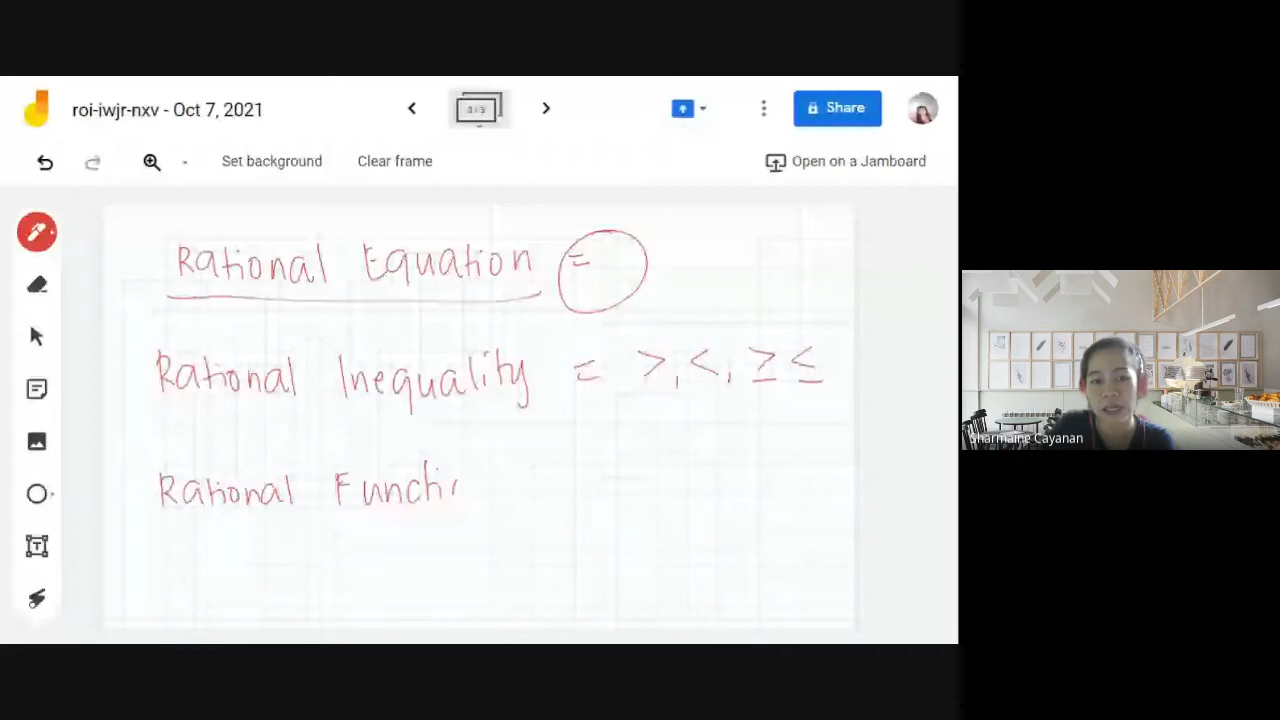 roi-iwjr-nxv - Oct 7, 2021
Share
Set background
Clear frame
Open on a Jamboard
Rational Equation =
Rational Inequality = >, <, ≥ ≤
Rational Functi
Sharmaine Cayanan